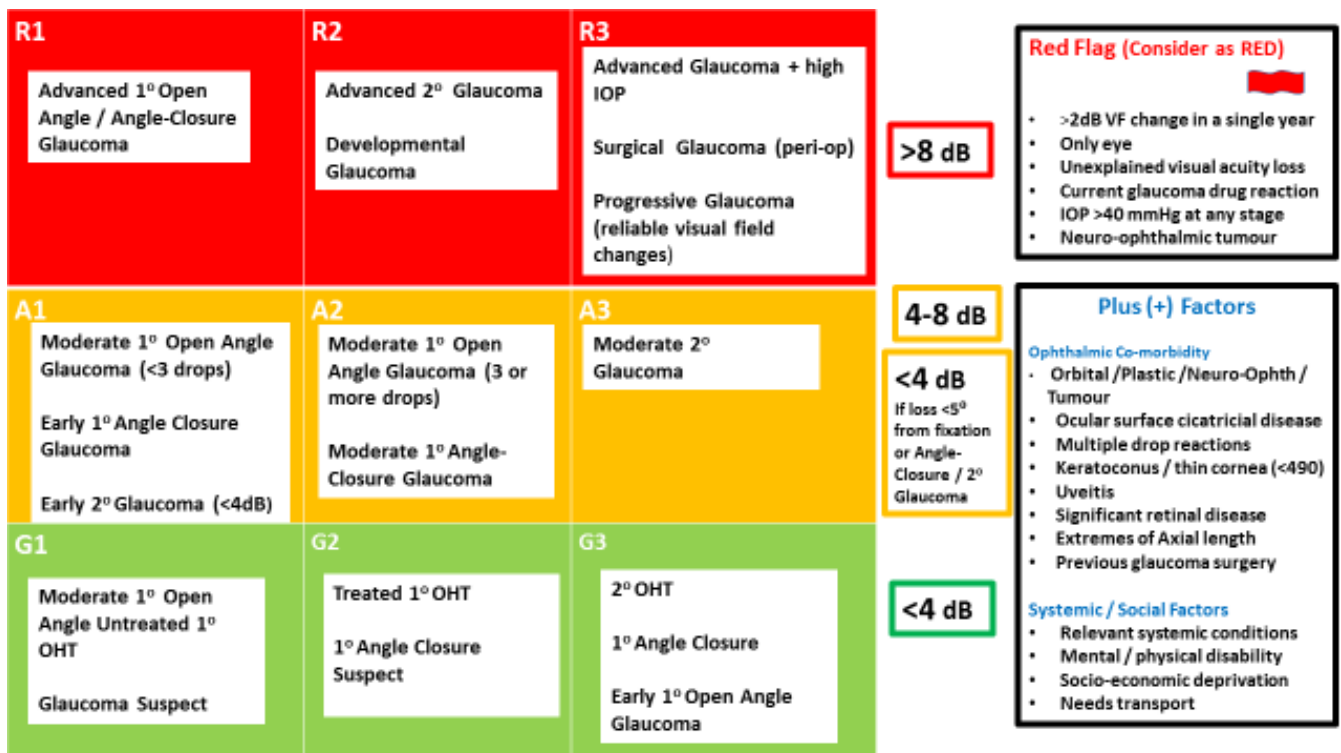 R1
Advanced 1º Open
Angle / Angle-Closure
Glaucoma
R2
Advanced 2º Glaucoma
Developmental
Glaucoma
R3
Advanced Glaucoma + high
IOP
Surgical Glaucoma (peri-op)
Progressive Glaucoma
(reliable visual field
changes)
>8 dB
Red Flag (Consider as RED)
• >2dB VF change in a single year
• Only eye
• Unexplained visual acuity loss
• Current glaucoma drug reaction
• IOP >40 mmHg at any stage
• Neuro-ophthalmic tumour
A1
Moderate 1º Open Angle
Glaucoma (<3 drops)
Early 1º Angle Closure
Glaucoma
Early 2º Glaucoma (<4dB)
A2
Moderate 1º Open
Angle Glaucoma (3 or
more drops)
Moderate 1º Angle-
Closure Glaucoma
A3
Moderate 2º
Glaucoma
4-8 dB
<4 dB
If loss <5º
from fixation
or Angle-
Closure / 2º
Glaucoma
G1
Moderate 1º Open
Angle Untreated 1º
OHT
Glaucoma Suspect
G2
Treated 1º OHT
1º Angle Closure
Suspect
G3
2º OHT
1º Angle Closure
Early 1º Open Angle
Glaucoma
<4 dB
Plus (+) Factors
Ophthalmic Co-morbidity
• Orbital /Plastic /Neuro-Ophth /
Tumour
• Ocular surface cicatricial disease
• Multiple drop reactions
• Keratoconus / thin cornea (<490)
• Uveitis
• Significant retinal disease
• Extremes of Axial length
• Previous glaucoma surgery
Systemic / Social Factors
• Relevant systemic conditions
• Mental / physical disability
• Socio-economic deprivation
• Needs transport